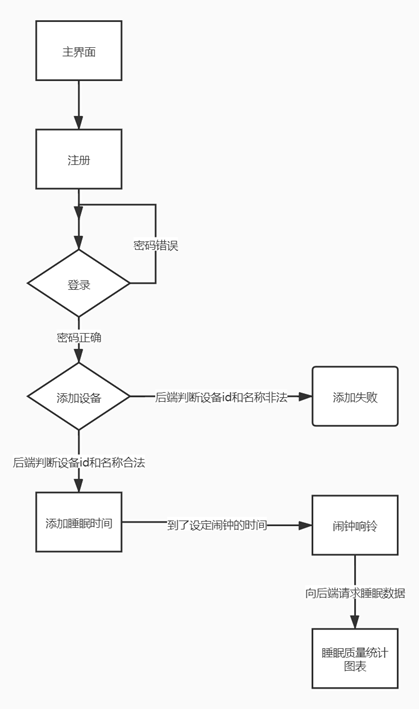 主界面
注册
密码错误
登录
密码正确
添加设备
后端判断设备id和名称非法
添加失败
后端判断设备id和名称合法
添加睡眠时间
到了设定闹钟的时间
闹钟响铃
向后端请求睡眠数据
睡眠质量统计
图表